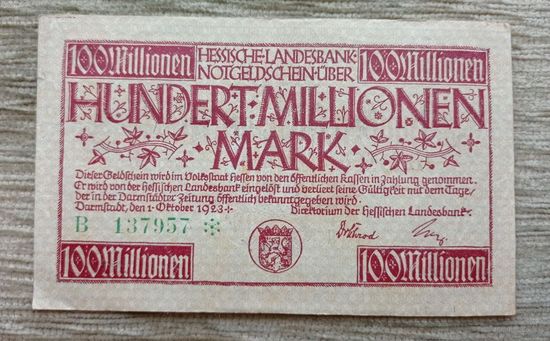 100 Millionen
HESSISCHE·LANDESBANK·
NOTGELDSCHEIN·ÜBER
100 Millionen
HUNDERT·MILLIONEN
MARK
Dieser Geldschein wird im Volksstaat Hessen von den öffentlichen Kassen in Zahlung genommen.
Er wird von der Hessischen Landesbank eingelöst und verliert seine Gültigkeit mit dem Tage,
der in der Darmstädter Zeitung öffentlich bekanntgegeben wird.
Darmstadt, den 1·Oktober 1923·
Direktorium der Hessischen Landesbank·
B 137957
100 Millionen
100 Millionen